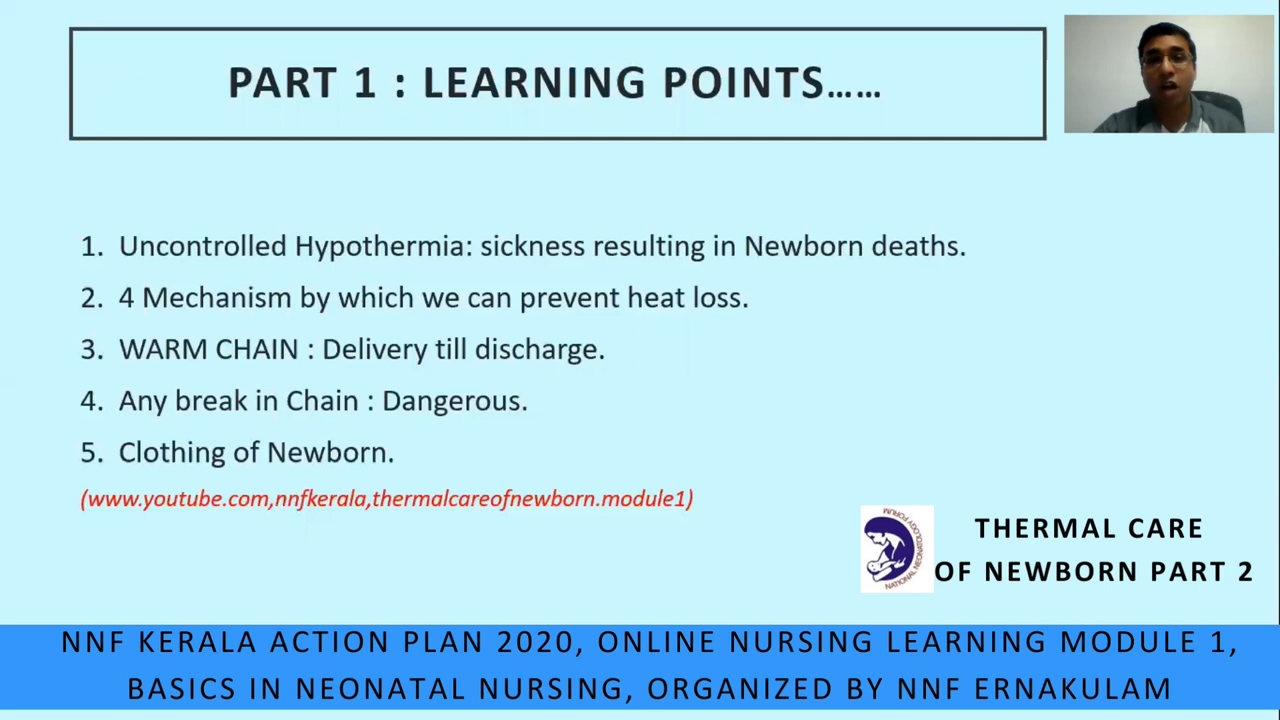 PART 1 : LEARNING POINTS……
1. Uncontrolled Hypothermia: sickness resulting in Newborn deaths.
2. 4 Mechanism by which we can prevent heat loss.
3. WARM CHAIN : Delivery till discharge.
4. Any break in Chain : Dangerous.
5. Clothing of Newborn.
(www.youtube.com,nnfkerala,thermalcareofnewborn.module1)
NATIONAL NEONATOLOGY FORUM
THERMAL CARE
OF NEWBORN PART 2
NNF KERALA ACTION PLAN 2020, ONLINE NURSING LEARNING MODULE 1,
BASICS IN NEONATAL NURSING, ORGANIZED BY NNF ERNAKULAM